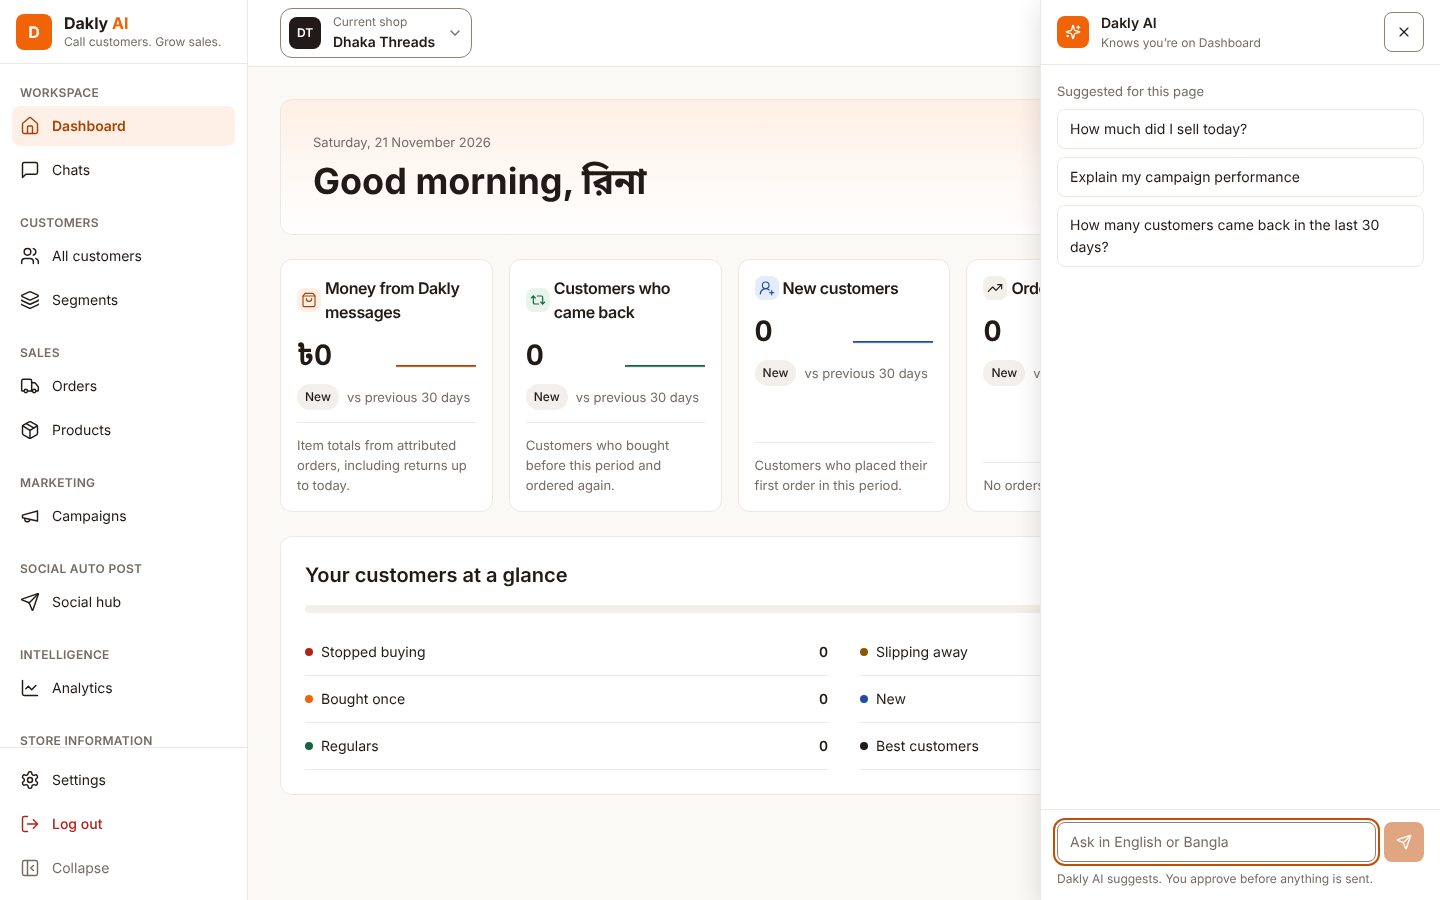 D
Dakly AI
Call customers. Grow sales.
WORKSPACE
Dashboard
Chats
CUSTOMERS
All customers
Segments
SALES
Orders
Products
MARKETING
Campaigns
SOCIAL AUTO POST
Social hub
INTELLIGENCE
Analytics
STORE INFORMATION
Settings
Log out
Collapse
DT
Current shop
Dhaka Threads
Saturday, 21 November 2026
Good morning, রিনা
Money from Dakly
messages
৳0
New vs previous 30 days
Item totals from attributed
orders, including returns up
to today.
Customers who
came back
0
New vs previous 30 days
Customers who bought
before this period and
ordered again.
New customers
0
New vs previous 30 days
Customers who placed their
first order in this period.
0
New
No orders
Your customers at a glance
Stopped buying 0
Slipping away
Bought once 0
New
Regulars 0
Best customers
Dakly AI
Knows you’re on Dashboard
Suggested for this page
How much did I sell today?
Explain my campaign performance
How many customers came back in the last 30
days?
Ask in English or Bangla
Dakly AI suggests. You approve before anything is sent.